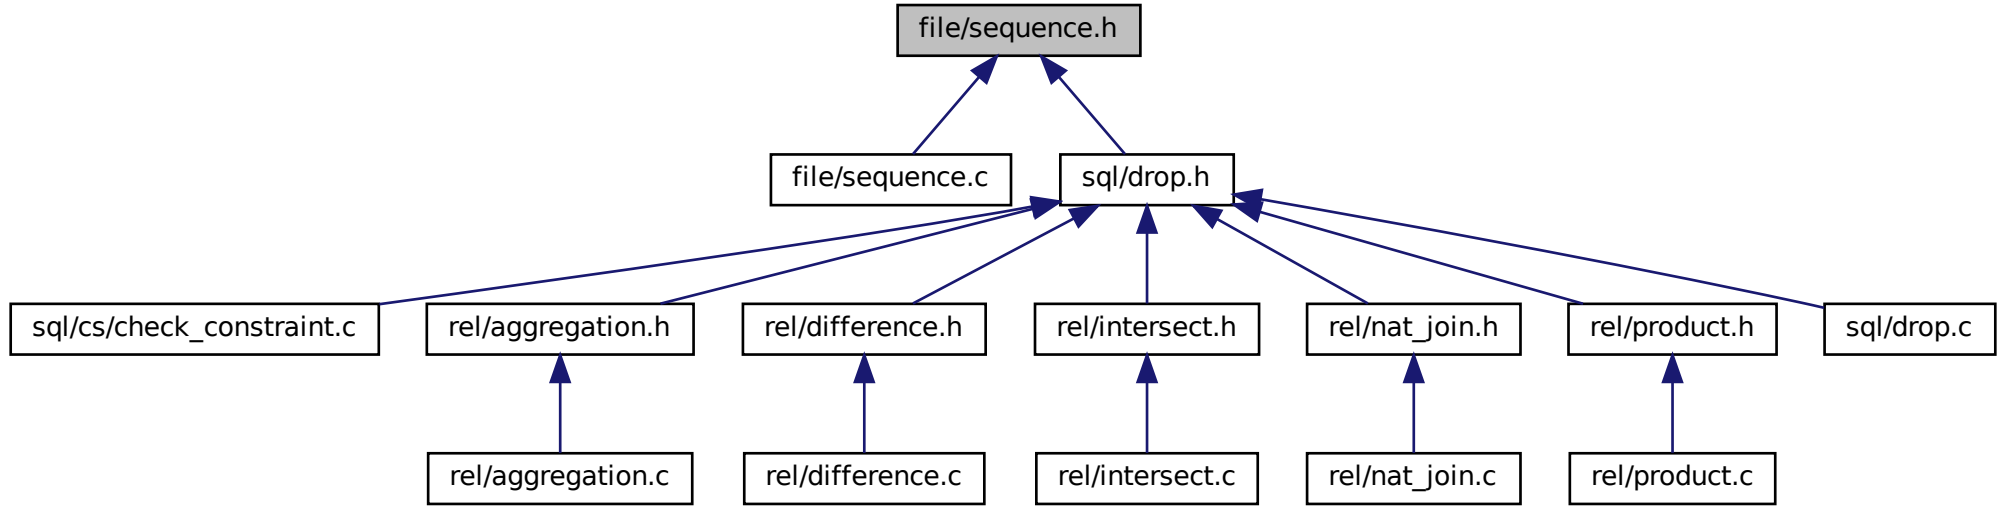 file/sequence.h
file/sequence.c
sql/drop.h
sql/cs/check_constraint.c
rel/aggregation.h
rel/difference.h
rel/intersect.h
rel/nat_join.h
rel/product.h
sql/drop.c
rel/aggregation.c
rel/difference.c
rel/intersect.c
rel/nat_join.c
rel/product.c